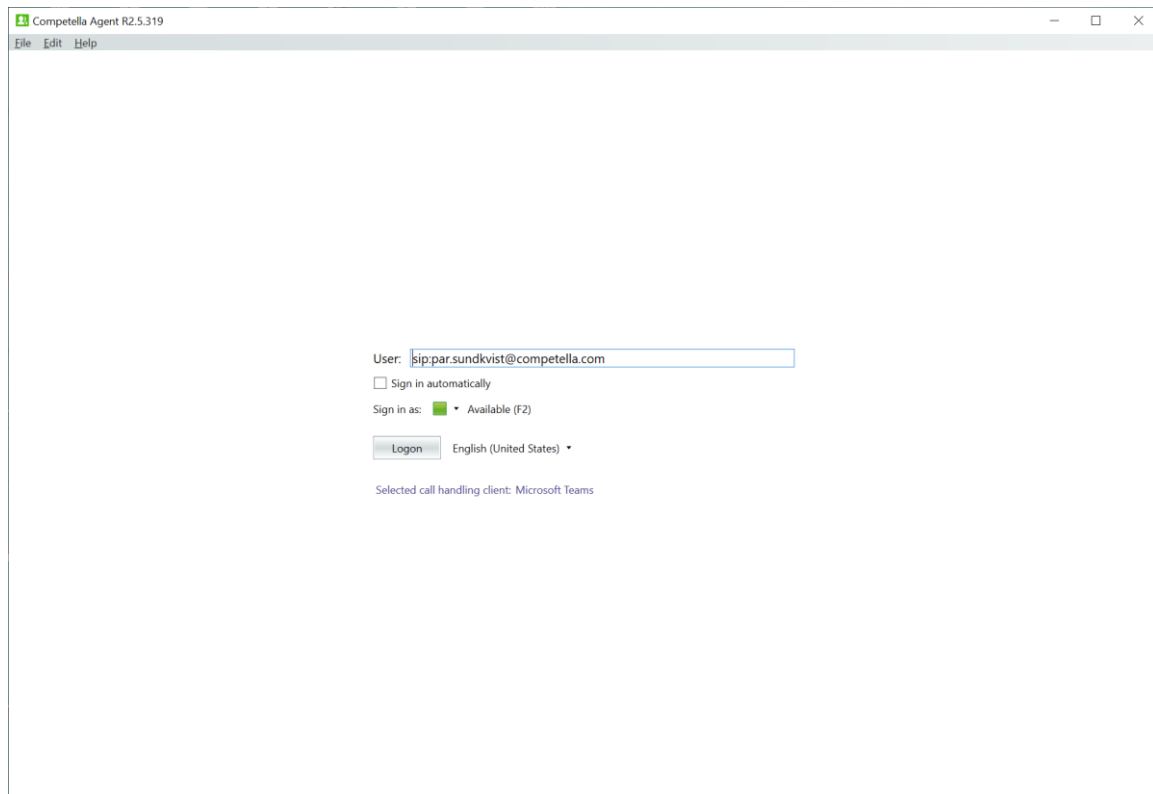 Competella Agent R2.5.319
File Edit Help
User: sip:par.sundkvist@competella.com
Sign in automatically
Sign in as: Available (F2)
Logon English (United States)
Selected call handling client: Microsoft Teams